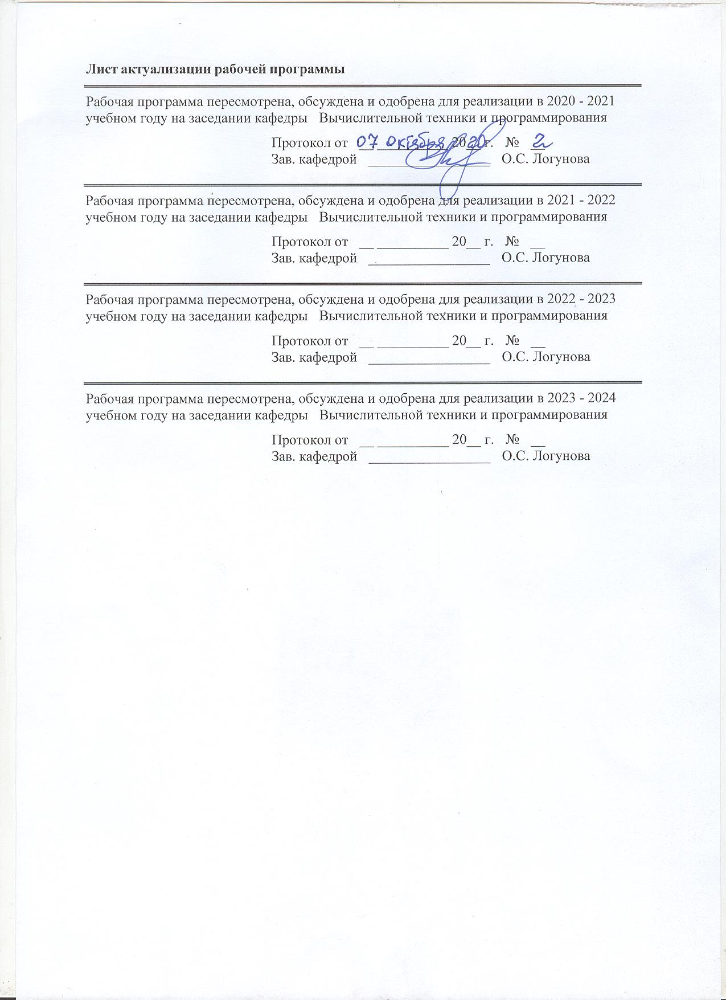 Лист актуализации рабочей программы
Рабочая программа пересмотрена, обсуждена и одобрена для реализации в 2020 - 2021
учебном году на заседании кафедры Вычислительной техники и программирования
Протокол от 07 октября 2020 г. № 2
Зав. кафедрой ___ О.С. Логунова
Рабочая программа пересмотрена, обсуждена и одобрена для реализации в 2021 - 2022
учебном году на заседании кафедры Вычислительной техники и программирования
Протокол от __ __________ 20__ г. № __
Зав. кафедрой _________________ О.С. Логунова
Рабочая программа пересмотрена, обсуждена и одобрена для реализации в 2022 - 2023
учебном году на заседании кафедры Вычислительной техники и программирования
Протокол от __ __________ 20__ г. № __
Зав. кафедрой _________________ О.С. Логунова
Рабочая программа пересмотрена, обсуждена и одобрена для реализации в 2023 - 2024
учебном году на заседании кафедры Вычислительной техники и программирования
Протокол от __ __________ 20__ г. № __
Зав. кафедрой _________________ О.С. Логунова